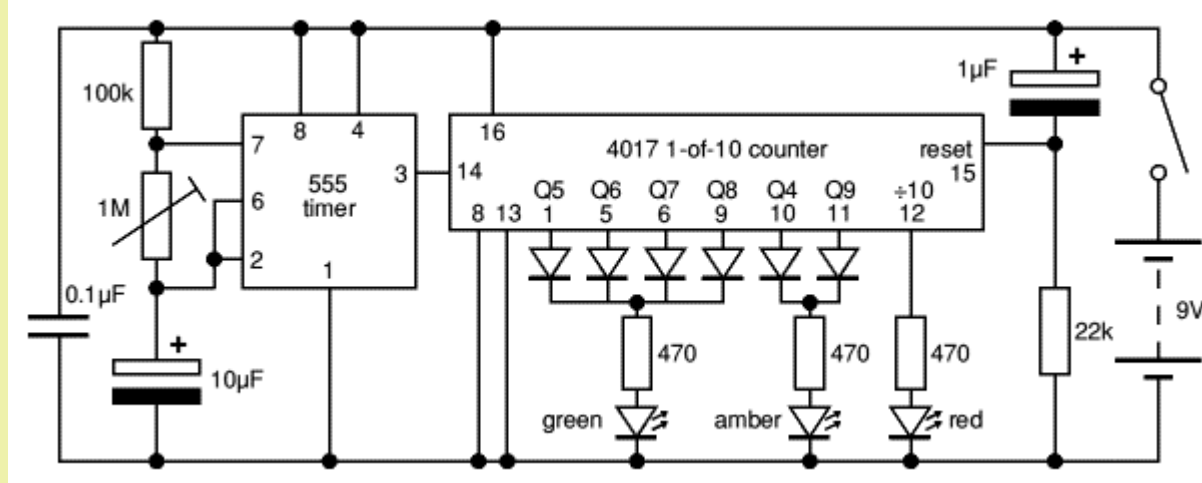 1µF
+
100k
7
8
4
16
4017 1-of-10 counter
reset
15
3
14
555
timer
1M
6
Q5
Q6
Q7
Q8
Q4
Q9
÷10
8
13
1
5
6
9
10
11
12
2
1
0.1µF
9V
+
10µF
470
470
470
22k
green
amber
red